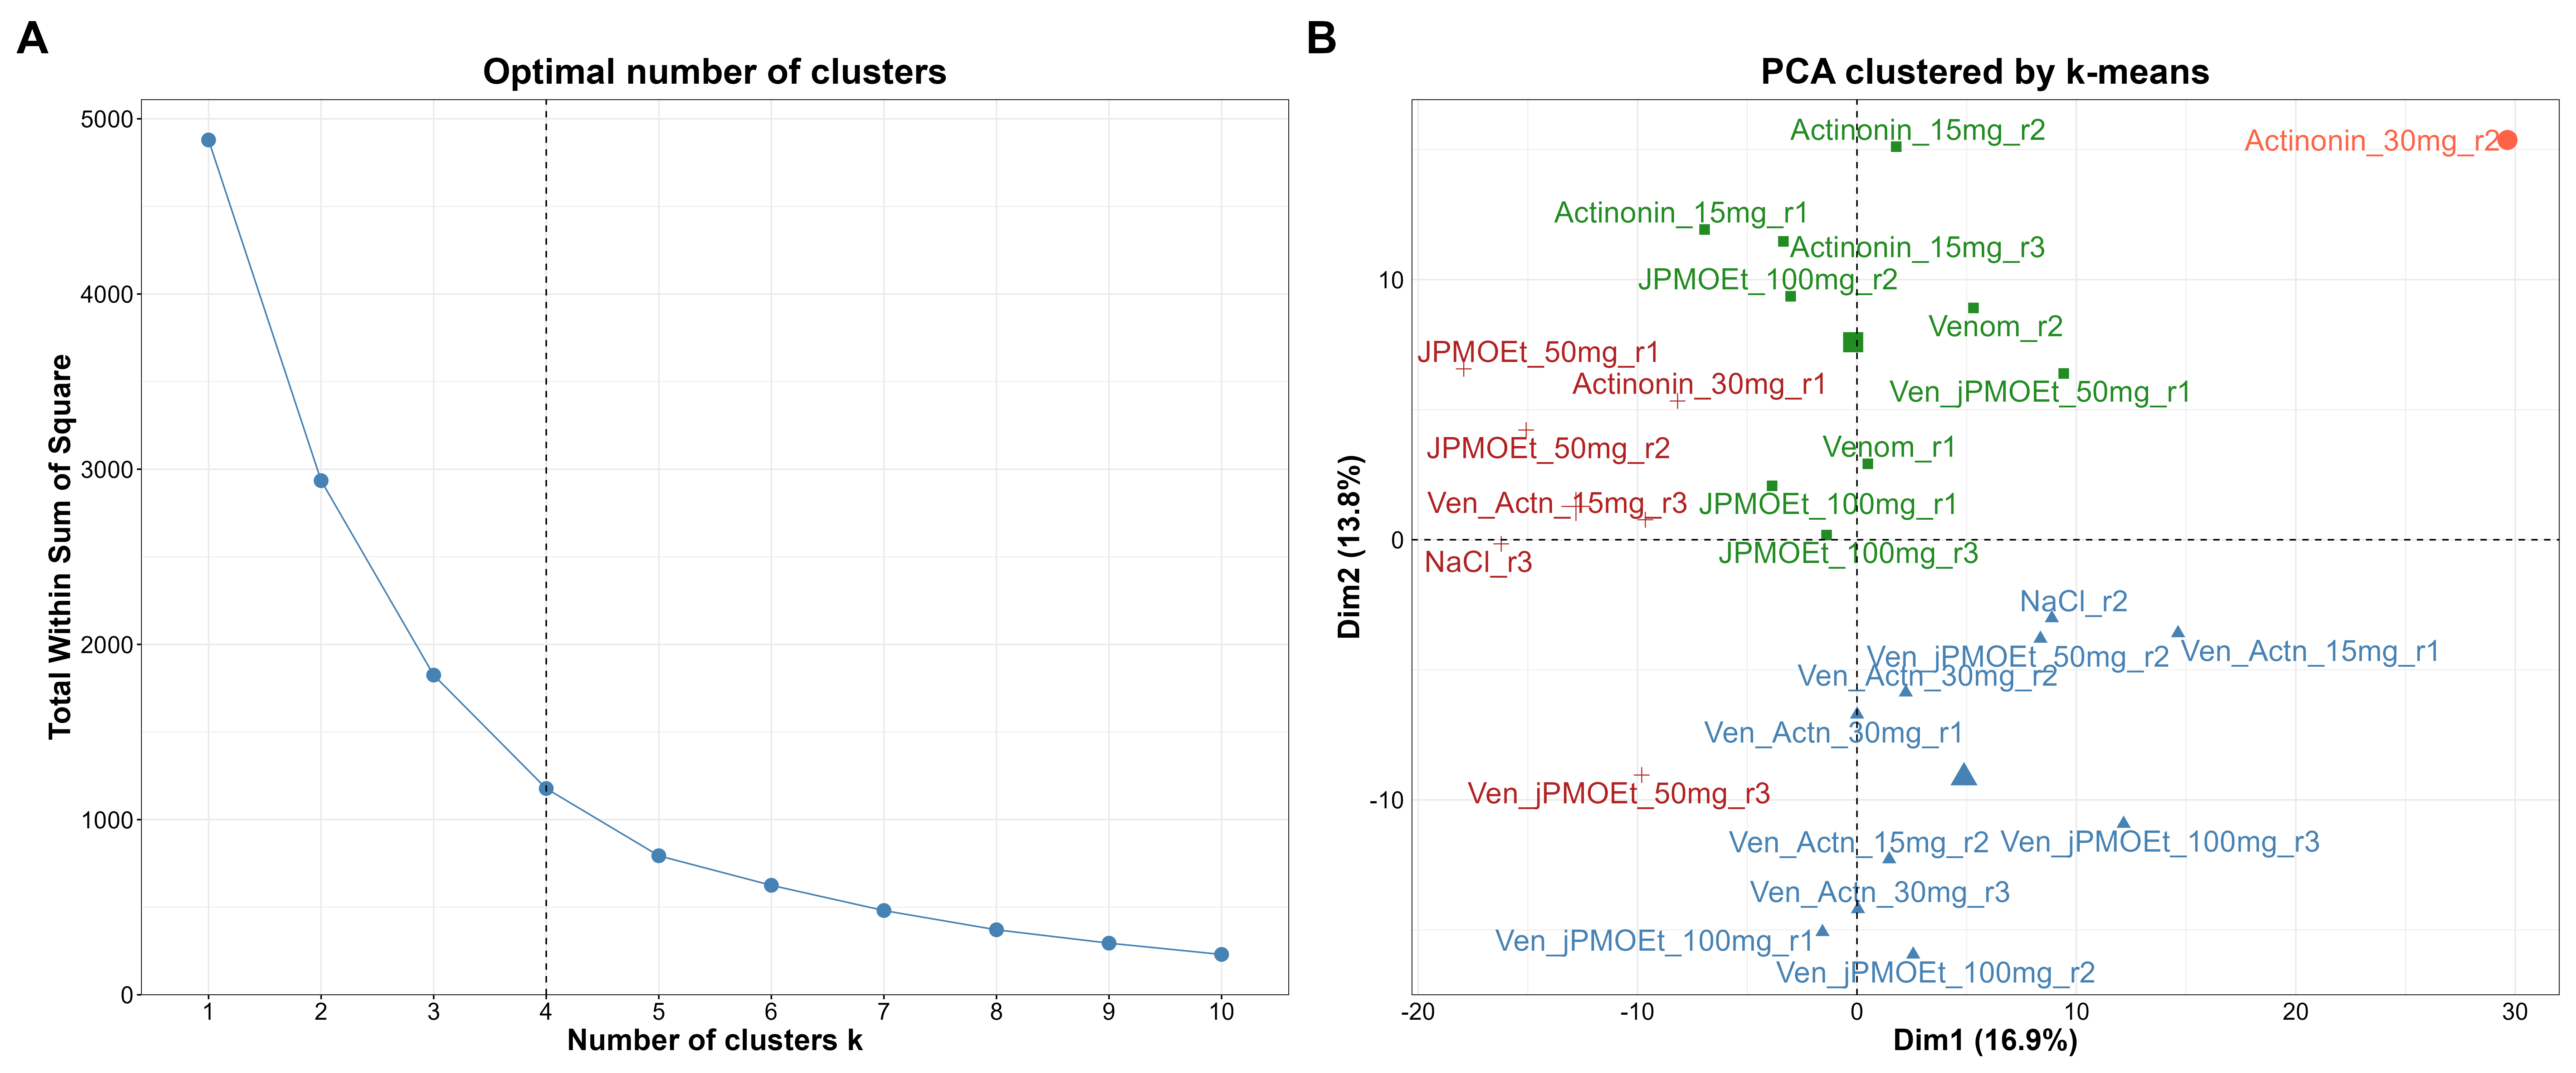 A
Optimal number of clusters
5000
4000
3000
2000
1000
0
Total Within Sum of Square
1 2 3 4 5 6 7 8 9 10
Number of clusters k
B
PCA clustered by k-means
Actinonin_15mg_r2
Actinonin_30mg_r2
Actinonin_15mg_r1
Actinonin_15mg_r3
JPMOEt_100mg_r2
Venom_r2
JPMOEt_50mg_r1
Actinonin_30mg_r1
Ven_jPMOEt_50mg_r1
JPMOEt_50mg_r2
Venom_r1
Ven_Actn_15mg_r3
JPMOEt_100mg_r1
NaCl_r3
JPMOEt_100mg_r3
NaCl_r2
Ven_jPMOEt_50mg_r2
Ven_Actn_15mg_r1
Ven_Actn_30mg_r2
Ven_Actn_30mg_r1
Ven_jPMOEt_50mg_r3
Ven_Actn_15mg_r2
Ven_jPMOEt_100mg_r3
Ven_Actn_30mg_r3
Ven_jPMOEt_100mg_r1
Ven_jPMOEt_100mg_r2
10
0
-10
Dim2 (13.8%)
-20 -10 0 10 20 30
Dim1 (16.9%)